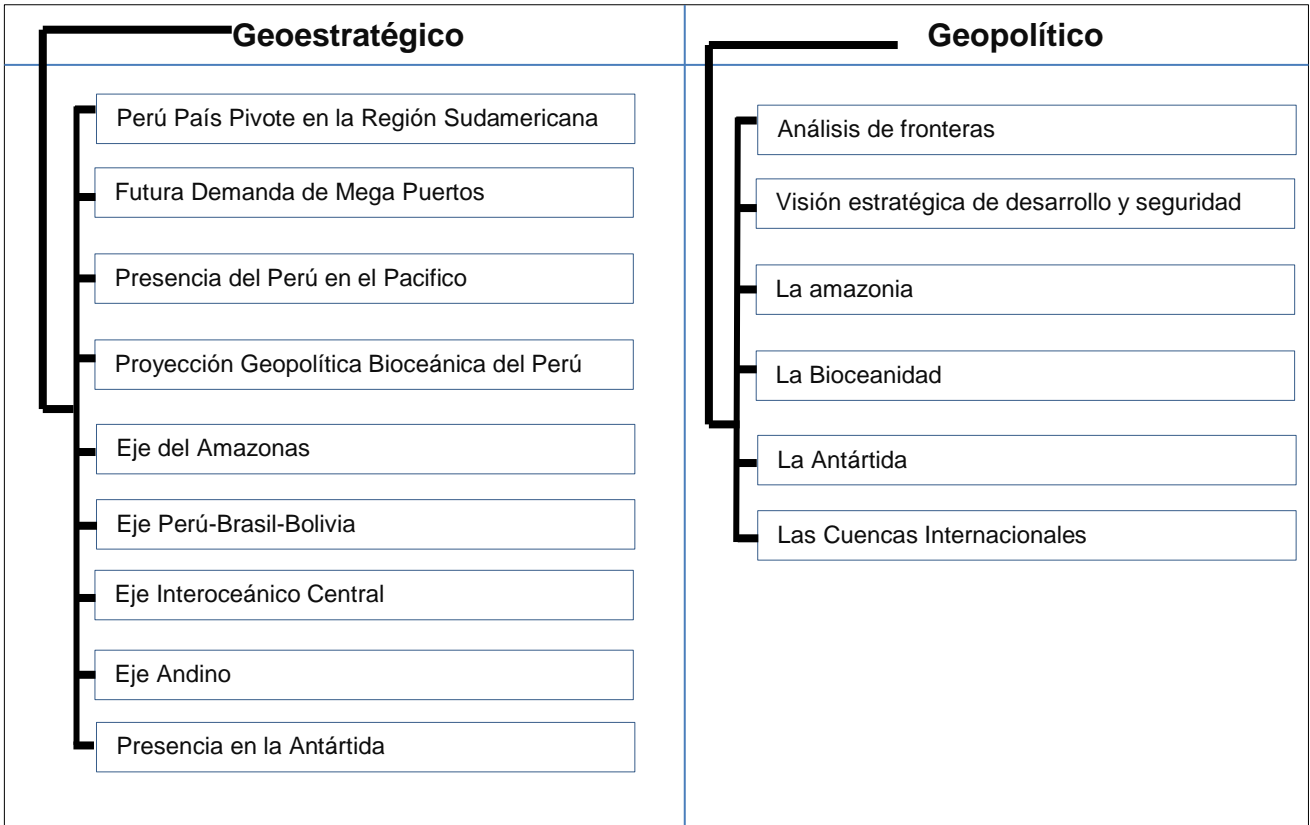 Geoestratégico
Perú País Pivote en la Región Sudamericana
Futura Demanda de Mega Puertos
Presencia del Perú en el Pacifico
Proyección Geopolítica Bioceánica del Perú
Eje del Amazonas
Eje Perú-Brasil-Bolivia
Eje Interoceánico Central
Eje Andino
Presencia en la Antártida
Geopolítico
Análisis de fronteras
Visión estratégica de desarrollo y seguridad
La amazonia
La Bioceanidad
La Antártida
Las Cuencas Internacionales